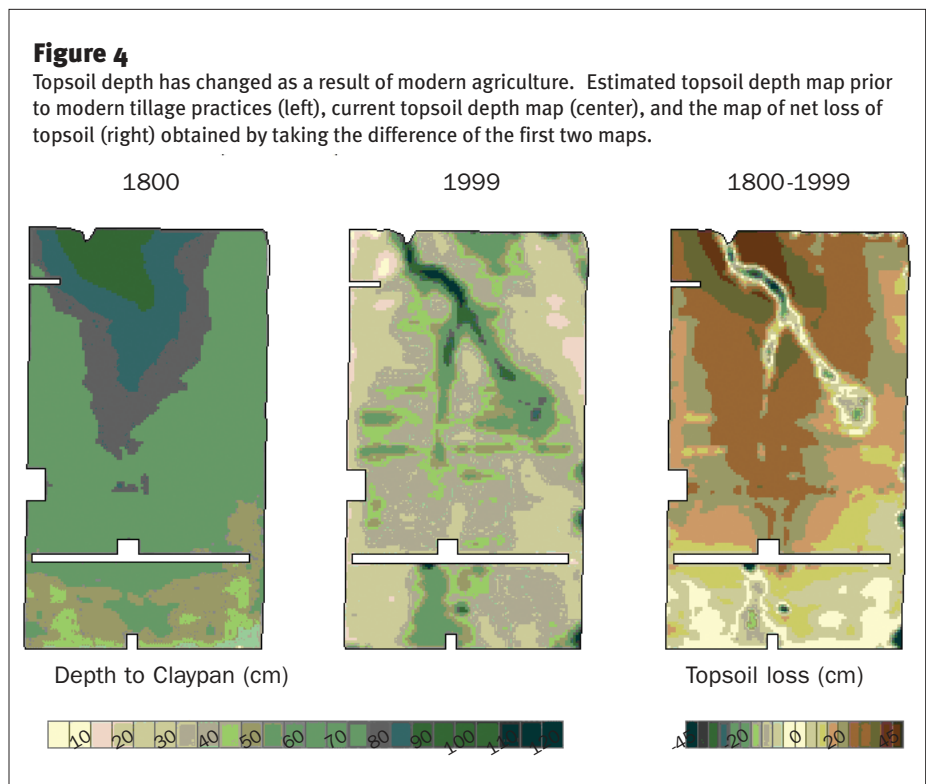 Figure 4
Topsoil depth has changed as a result of modern agriculture. Estimated topsoil depth map prior
to modern tillage practices (left), current topsoil depth map (center), and the map of net loss of
topsoil (right) obtained by taking the difference of the first two maps.
1800 1999 1800-1999
Depth to Claypan (cm) Topsoil loss (cm)
10 20 30 40 50 60 70 80 90 100 -20 0 20 45